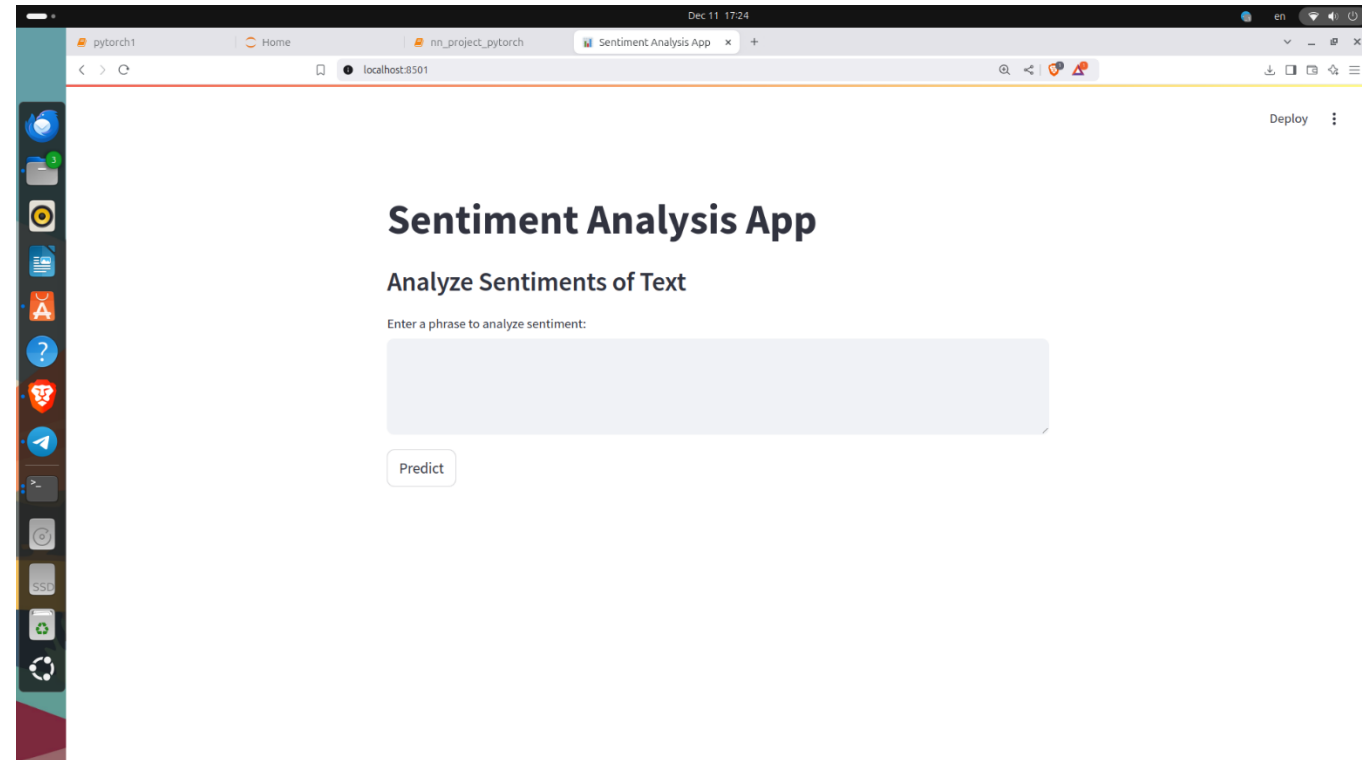 Dec 11 17:24
en
pytorch1
Home
nn_project_pytorch
Sentiment Analysis App
localhost:8501
Deploy
3
Sentiment Analysis App
Analyze Sentiments of Text
Enter a phrase to analyze sentiment:
Predict
SSD